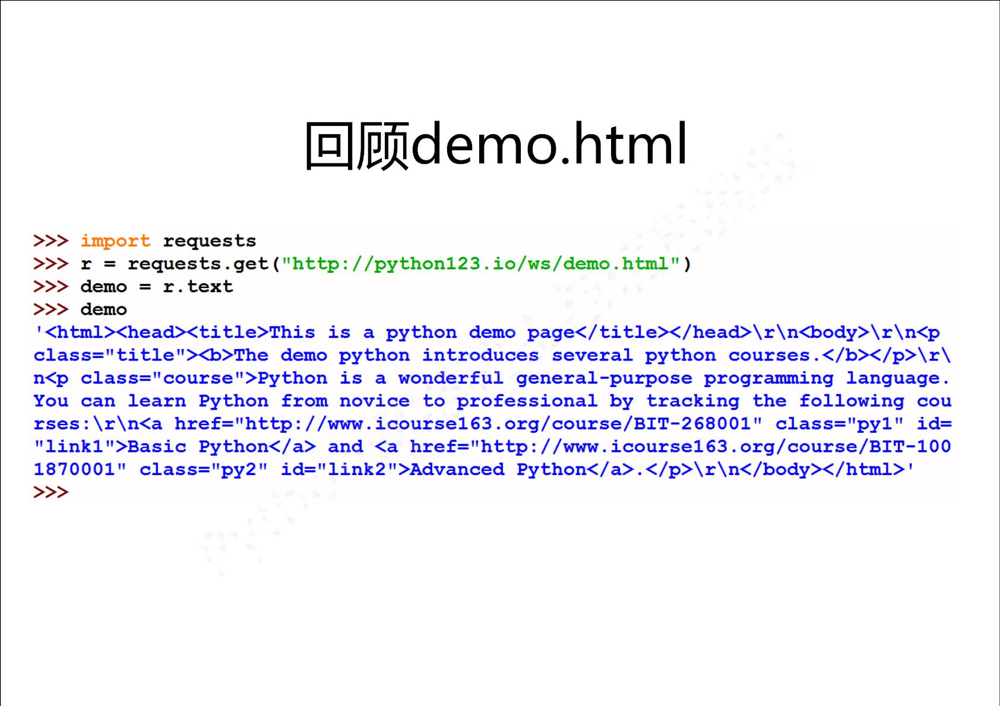 回顾demo.html
>>> import requests
>>> r = requests.get("http://python123.io/ws/demo.html")
>>> demo = r.text
>>> demo
'<html><head><title>This is a python demo page</title></head>\r\n<body>\r\n<p
class="title"><b>The demo python introduces several python courses.</b></p>\r\
n<p class="course">Python is a wonderful general-purpose programming language.
You can learn Python from novice to professional by tracking the following cou
rses:\r\n<a href="http://www.icourse163.org/course/BIT-268001" class="py1" id=
"link1">Basic Python</a> and <a href="http://www.icourse163.org/course/BIT-100
1870001" class="py2" id="link2">Advanced Python</a>.</p>\r\n</body></html>'
>>>